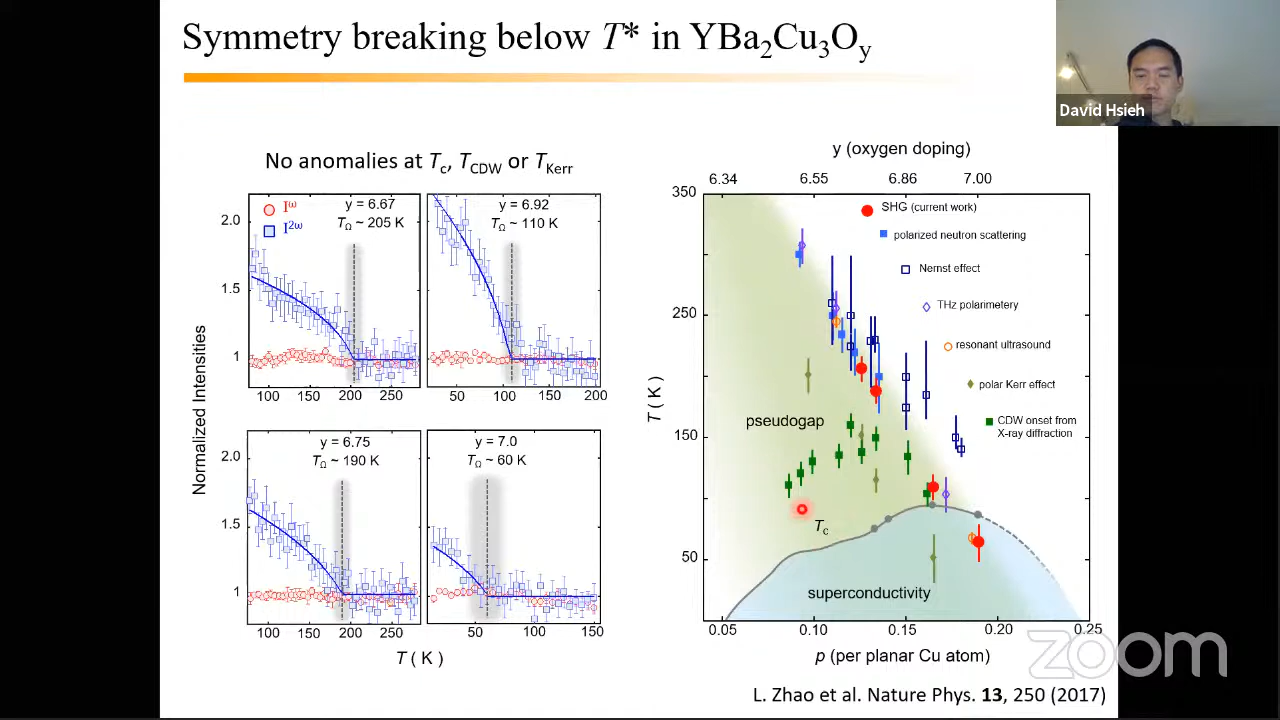 Symmetry breaking below T* in YBa₂Cu₃Oy
David Hsieh
No anomalies at Tc, TCDW or TKerr
Normalized Intensities
2.0
1.5
1
Iω
I2ω
y = 6.67
TΩ ~ 205 K
100
150
200
250
y = 6.92
TΩ ~ 110 K
50
100
150
200
2.0
1.5
1
y = 6.75
TΩ ~ 190 K
100
150
200
250
y = 7.0
TΩ ~ 60 K
50
100
150
T ( K )
y (oxygen doping)
6.34
6.55
6.86
7.00
350
250
150
50
T ( K )
SHG (current work)
polarized neutron scattering
Nernst effect
THz polarimetery
resonant ultrasound
polar Kerr effect
CDW onset from
X-ray diffraction
pseudogap
Tc
superconductivity
0.05
0.10
0.15
0.20
0.25
p (per planar Cu atom)
zoom
L. Zhao et al. Nature Phys. 13, 250 (2017)